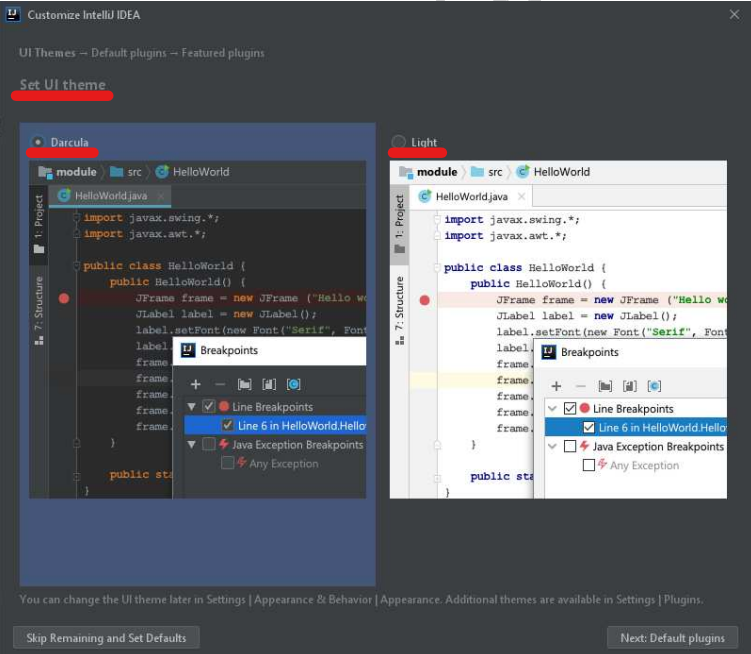 Customize IntelliJ IDEA
UI Themes → Default plugins → Featured plugins
Set UI theme
Darcula
module src HelloWorld
1: Project
7: Structure
HelloWorld.java
import javax.swing.*;
import javax.awt.*;
public class HelloWorld {
public HelloWorld() {
JFrame frame = new JFrame ("Hello wo
JLabel label = new JLabel();
label.setFont(new Font("Serif", Font
label.
frame.
frame.
frame.
frame.
frame.
}
public sta
}
Breakpoints
Line Breakpoints
Line 6 in HelloWorld.Hello
Java Exception Breakpoints
Any Exception
Light
module src HelloWorld
1: Project
7: Structure
HelloWorld.java
import javax.swing.*;
import javax.awt.*;
public class HelloWorld {
public HelloWorld() {
JFrame frame = new JFrame ("Hello wo
JLabel label = new JLabel();
label.setFont(new Font("Serif", Font
label.
frame.
frame.
frame.
frame.
frame.
}
public sta
}
Breakpoints
Line Breakpoints
Line 6 in HelloWorld.Hello
Java Exception Breakpoints
Any Exception
You can change the UI theme later in Settings | Appearance & Behavior | Appearance. Additional themes are available in Settings | Plugins.
Skip Remaining and Set Defaults
Next: Default plugins